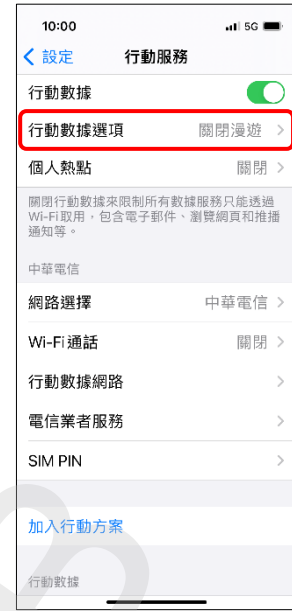 10:00 5G
設定 行動服務
行動數據
行動數據選項 關閉漫遊
個人熱點 關閉
關閉行動數據來限制所有數據服務只能透過
Wi-Fi取用，包含電子郵件、瀏覽網頁和推播
通知等。
中華電信
網路選擇 中華電信
Wi-Fi 通話 關閉
行動數據網路
電信業者服務
SIM PIN
加入行動方案
行動數據